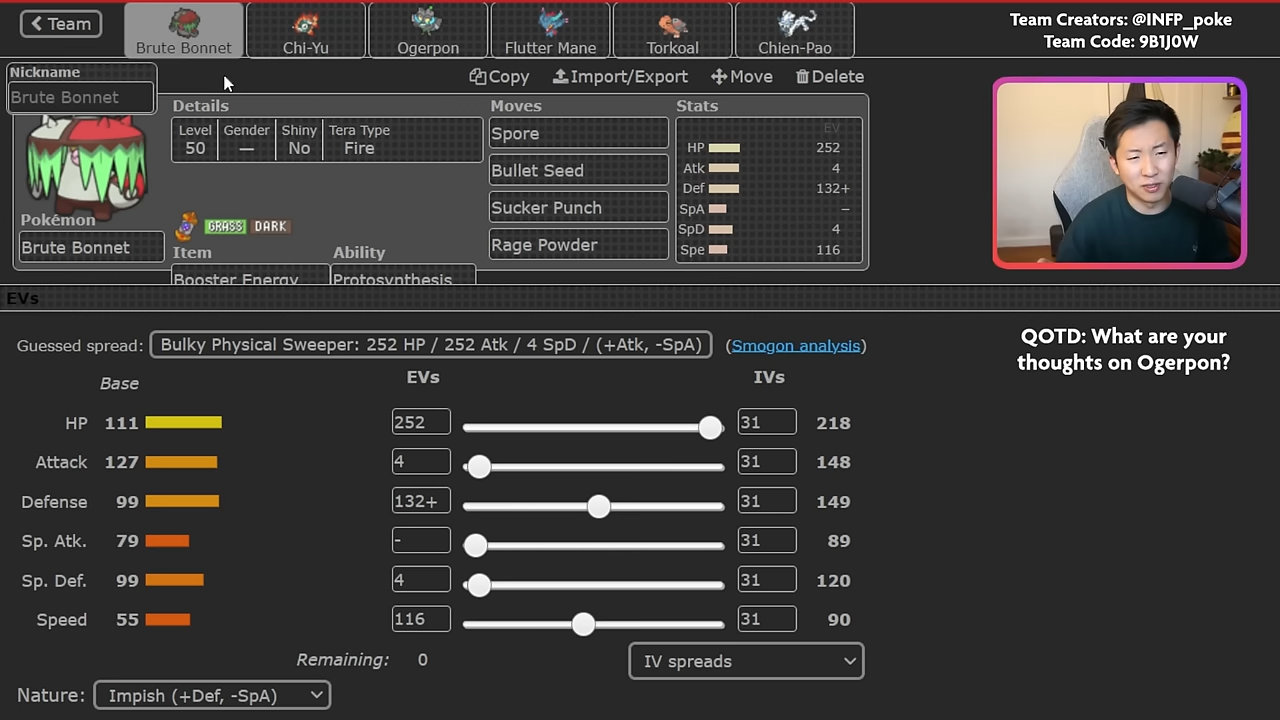 Team
Brute Bonnet
Chi-Yu
Ogerpon
Flutter Mane
Torkoal
Chien-Pao
Team Creators: @INFP_poke
Team Code: 9B1J0W
Nickname
Brute Bonnet
Copy
Import/Export
Move
Delete
Details
Level Gender Shiny Tera Type
50 — No Fire
GRASS DARK
Pokémon
Brute Bonnet
Item
Booster Energy
Ability
Protosynthesis
Moves
Spore
Bullet Seed
Sucker Punch
Rage Powder
Stats
EV
HP 252
Atk 4
Def 132+
SpA –
SpD 4
Spe 116
EVs
Guessed spread: Bulky Physical Sweeper: 252 HP / 252 Atk / 4 SpD / (+Atk, -SpA) (Smogon analysis)
Base EVs IVs
HP 111 252 31 218
Attack 127 4 31 148
Defense 99 132+ 31 149
Sp. Atk. 79 - 31 89
Sp. Def. 99 4 31 120
Speed 55 116 31 90
Remaining: 0
IV spreads
Nature: Impish (+Def, -SpA)
QOTD: What are your
thoughts on Ogerpon?